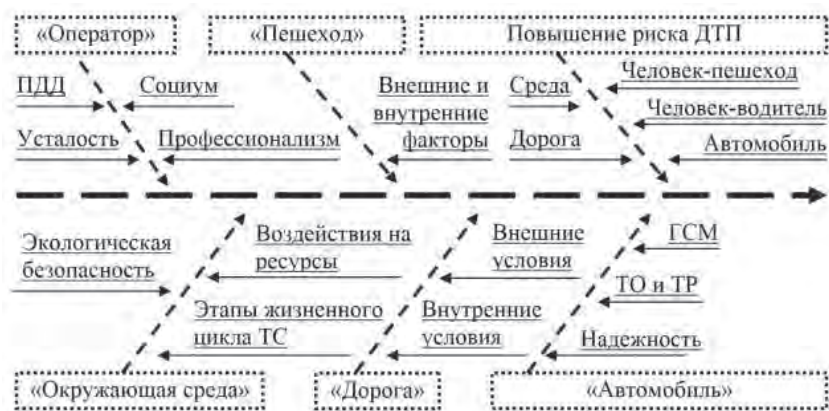 «Оператор»
«Пешеход»
Повышение риска ДТП
ПДД
Социум
Усталость
Профессионализм
Внешние и
внутренние
факторы
Среда
Дорога
Человек-пешеход
Человек-водитель
Автомобиль
Экологическая
безопасность
Воздействия на
ресурсы
Этапы жизненного
цикла ТС
Внешние
условия
Внутренние
условия
ГСМ
ТО и ТР
Надежность
«Окружающая среда»
«Дорога»
«Автомобиль»